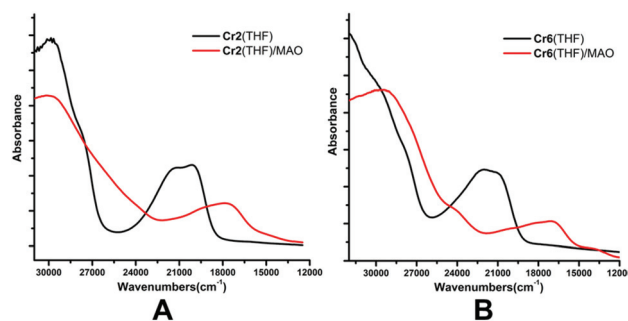 Cr2(THF)
Cr2(THF)/MAO
Absorbance
30000 27000 24000 21000 18000 15000 12000
Wavenumbers(cm-1)
A
Cr6(THF)
Cr6(THF)/MAO
Absorbance
30000 27000 24000 21000 18000 15000 1200
Wavenumbers(cm-1)
B